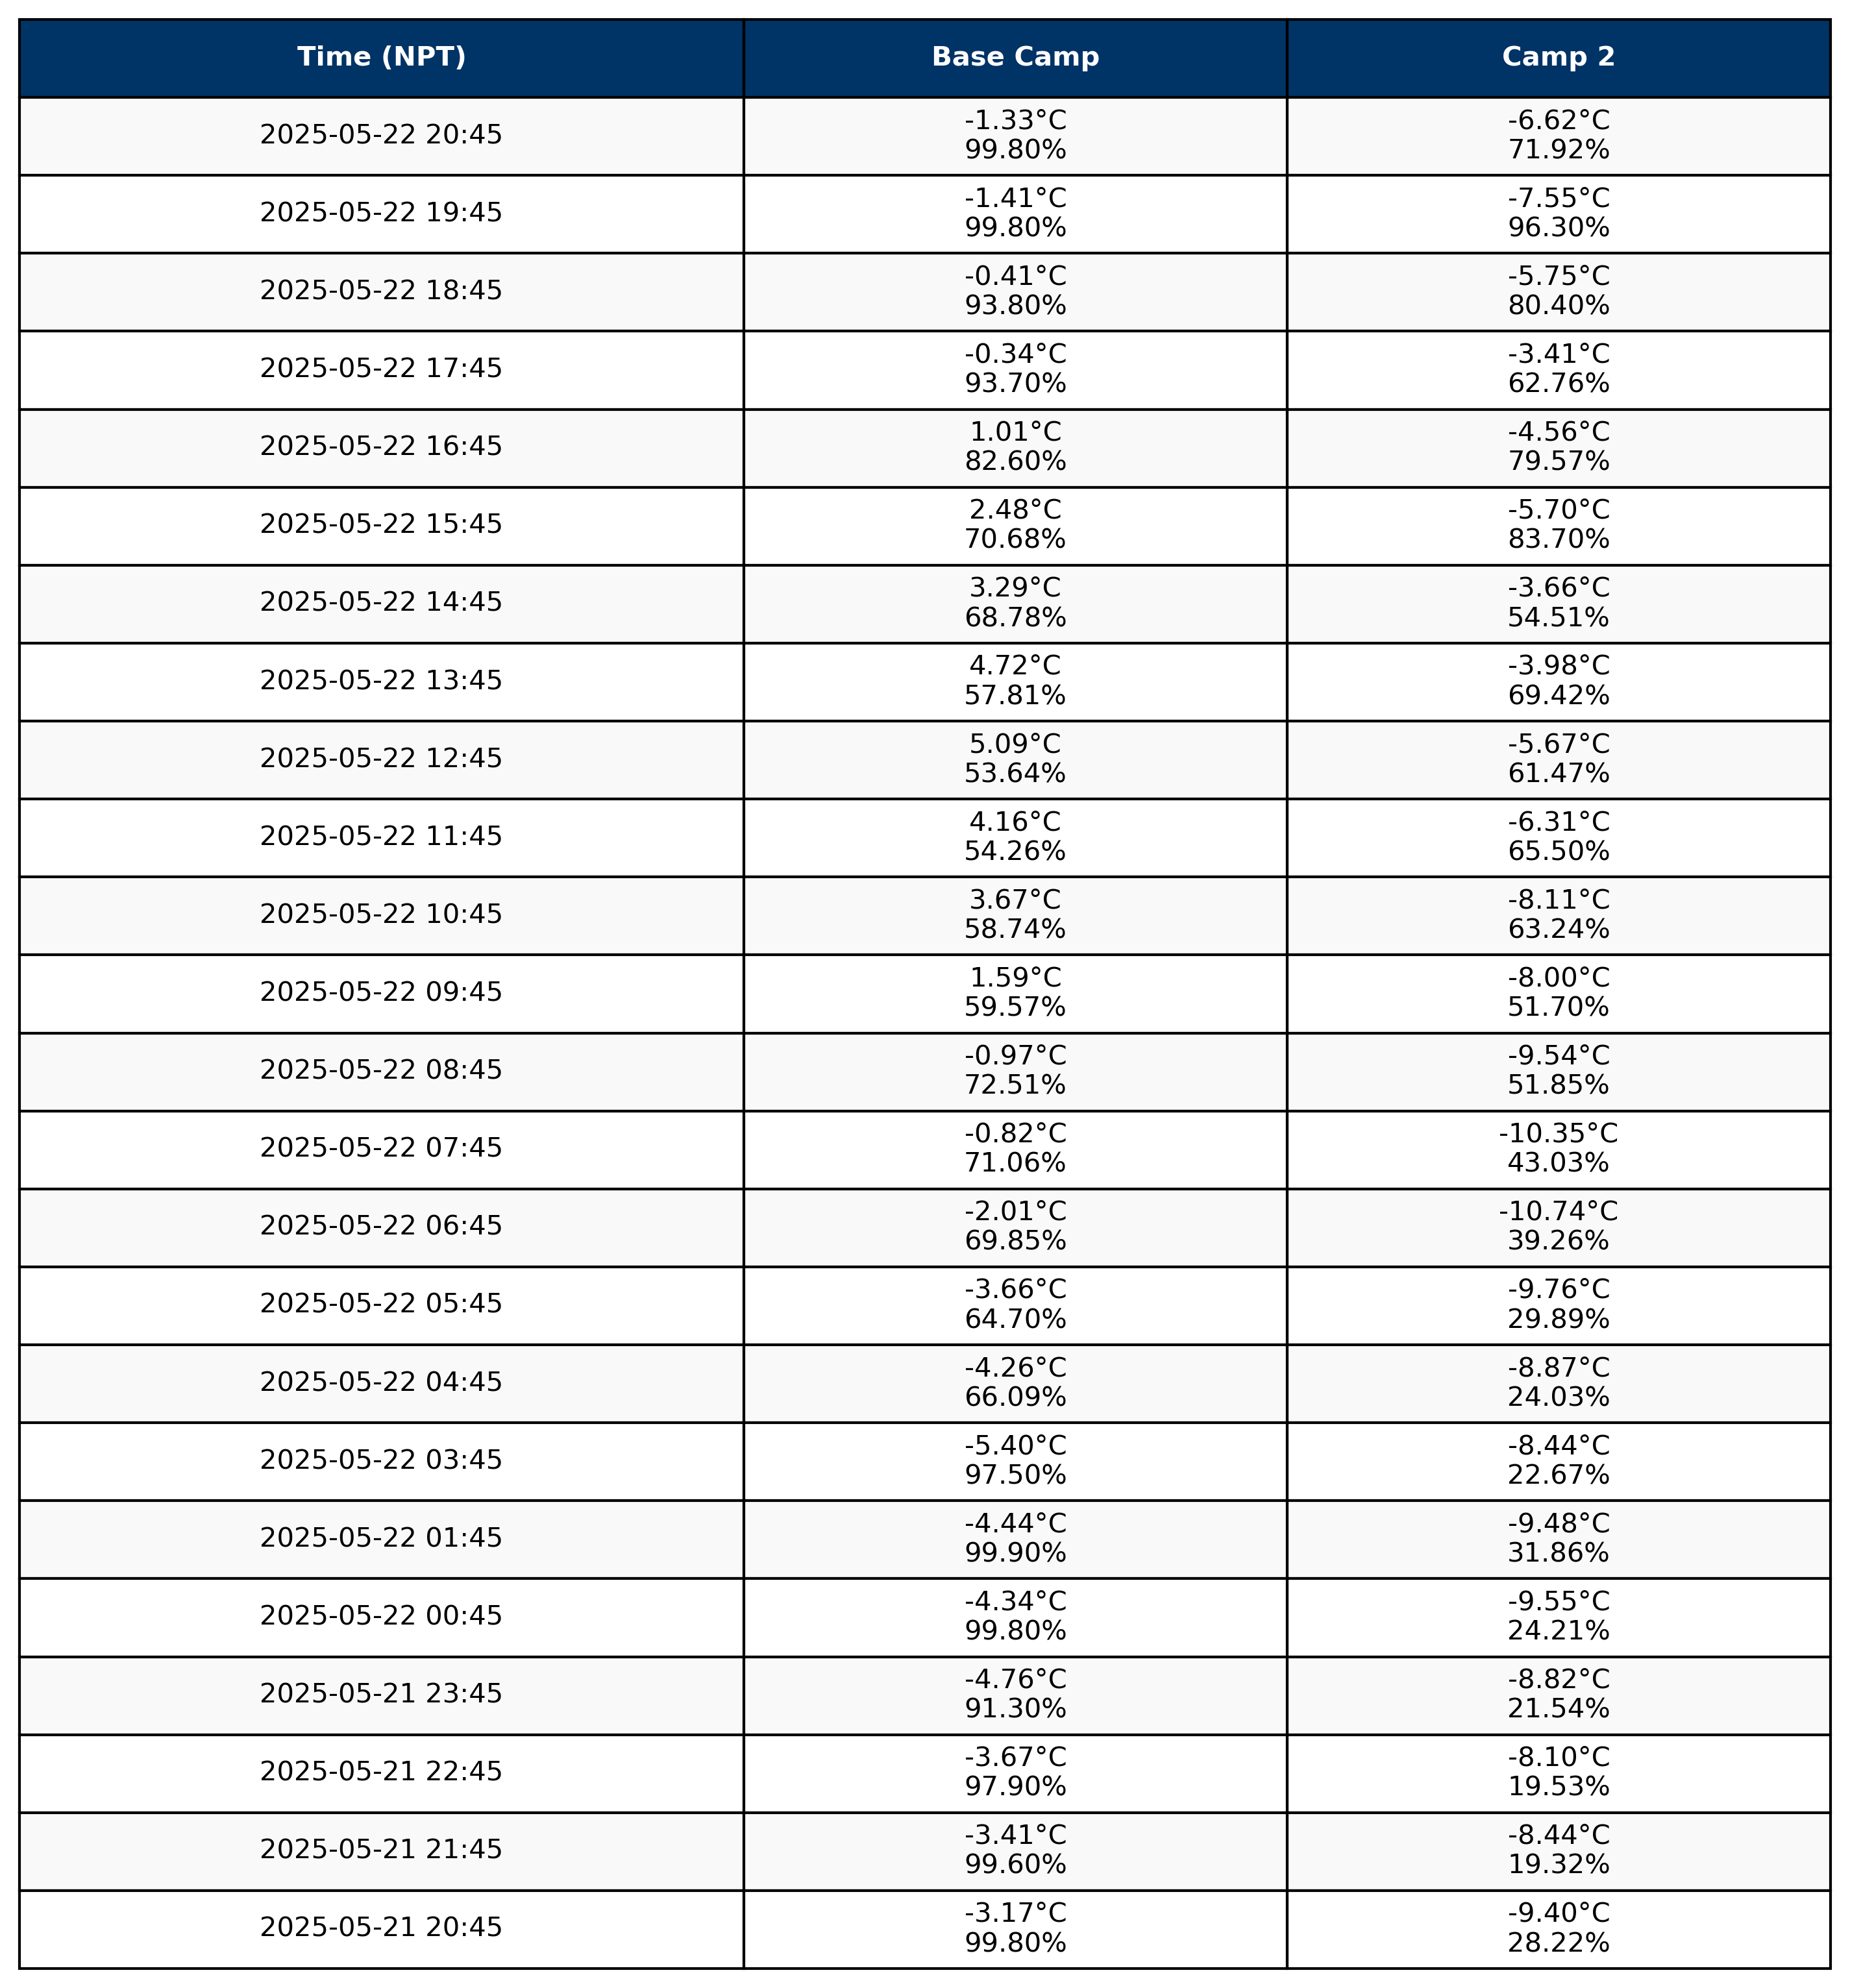 Time (NPT) Base Camp Camp 2
2025-05-22 20:45 -1.33°C -6.62°C
99.80% 71.92%
2025-05-22 19:45 -1.41°C -7.55°C
99.80% 96.30%
2025-05-22 18:45 -0.41°C -5.75°C
93.80% 80.40%
2025-05-22 17:45 -0.34°C -3.41°C
93.70% 62.76%
2025-05-22 16:45 1.01°C -4.56°C
82.60% 79.57%
2025-05-22 15:45 2.48°C -5.70°C
70.68% 83.70%
2025-05-22 14:45 3.29°C -3.66°C
68.78% 54.51%
2025-05-22 13:45 4.72°C -3.98°C
57.81% 69.42%
2025-05-22 12:45 5.09°C -5.67°C
53.64% 61.47%
2025-05-22 11:45 4.16°C -6.31°C
54.26% 65.50%
2025-05-22 10:45 3.67°C -8.11°C
58.74% 63.24%
2025-05-22 09:45 1.59°C -8.00°C
59.57% 51.70%
2025-05-22 08:45 -0.97°C -9.54°C
72.51% 51.85%
2025-05-22 07:45 -0.82°C -10.35°C
71.06% 43.03%
2025-05-22 06:45 -2.01°C -10.74°C
69.85% 39.26%
2025-05-22 05:45 -3.66°C -9.76°C
64.70% 29.89%
2025-05-22 04:45 -4.26°C -8.87°C
66.09% 24.03%
2025-05-22 03:45 -5.40°C -8.44°C
97.50% 22.67%
2025-05-22 01:45 -4.44°C -9.48°C
99.90% 31.86%
2025-05-22 00:45 -4.34°C -9.55°C
99.80% 24.21%
2025-05-21 23:45 -4.76°C -8.82°C
91.30% 21.54%
2025-05-21 22:45 -3.67°C -8.10°C
97.90% 19.53%
2025-05-21 21:45 -3.41°C -8.44°C
99.60% 19.32%
2025-05-21 20:45 -3.17°C -9.40°C
99.80% 28.22%